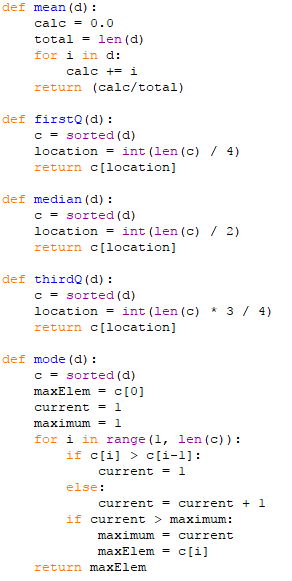 def mean(d):
    calc = 0.0
    total = len(d)
    for i in d:
        calc += i
    return (calc/total)

def firstQ(d):
    c = sorted(d)
    location = int(len(c) / 4)
    return c[location]

def median(d):
    c = sorted(d)
    location = int(len(c) / 2)
    return c[location]

def thirdQ(d):
    c = sorted(d)
    location = int(len(c) * 3 / 4)
    return c[location]

def mode(d):
    c = sorted(d)
    maxElem = c[0]
    current = 1
    maximum = 1
    for i in range(1, len(c)):
        if c[i] > c[i-1]:
            current = 1
        else:
            current = current + 1
        if current > maximum:
            maximum = current
            maxElem = c[i]
    return maxElem